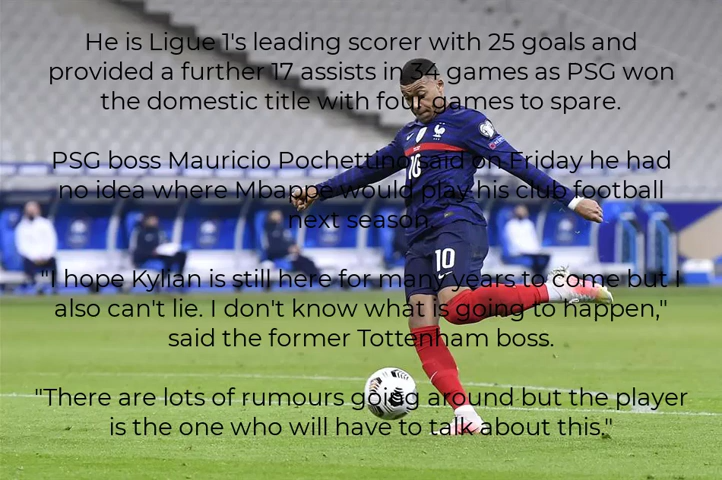 He is Ligue 1's leading scorer with 25 goals and
provided a further 17 assists in 34 games as PSG won
the domestic title with four games to spare.
PSG boss Mauricio Pochettino said on Friday he had
no idea where Mbappe would play his club football
next season.
"I hope Kylian is still here for many years to come but I
also can't lie. I don't know what is going to happen,"
said the former Tottenham boss.
"There are lots of rumours going around but the player
is the one who will have to talk about this."
10
10